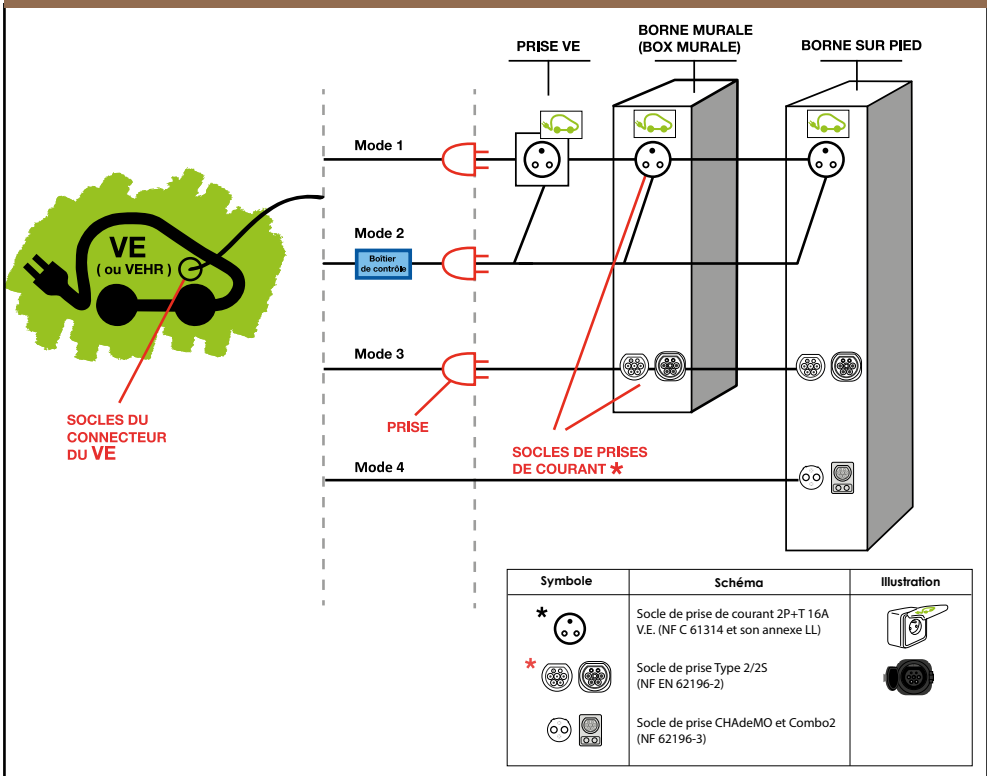 PRISE VE
BORNE MURALE
(BOX MURALE)
BORNE SUR PIED
Mode 1
Mode 2
Boîtier
de contrôle
VE
( ou VEHR )
Mode 3
PRISE
SOCLES DU
CONNECTEUR
DU VE
SOCLES DE PRISES
DE COURANT *
Mode 4
Symbole
Schéma
Illustration
*
Socle de prise de courant 2P+T 16A
V.E. (NF C 61314 et son annexe LL)
*
Socle de prise Type 2/2S
(NF EN 62196-2)
Socle de prise CHAdeMO et Combo2
(NF 62196-3)